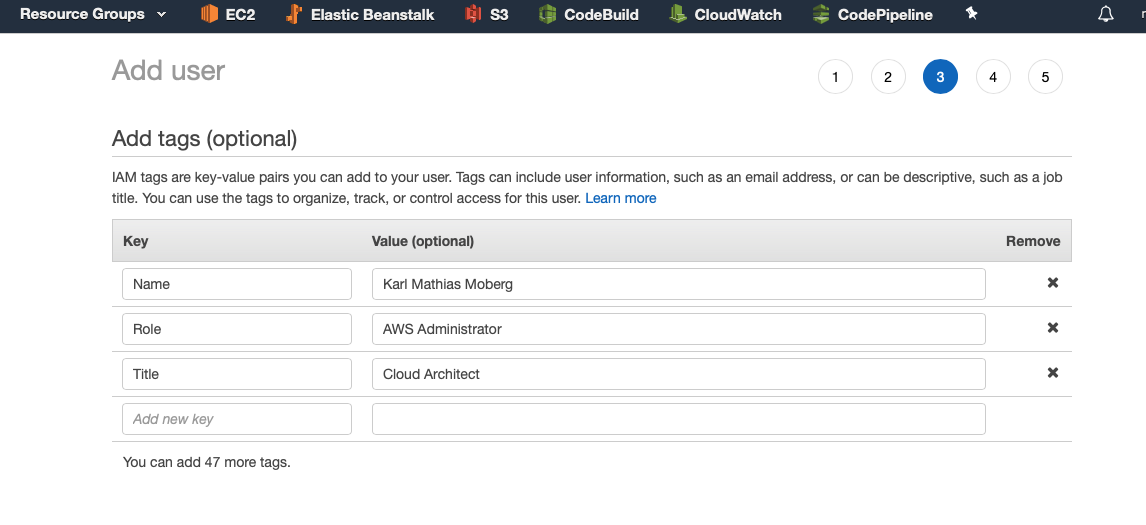 Resource Groups EC2 Elastic Beanstalk S3 CodeBuild CloudWatch CodePipeline
Add user 1 2 3 4 5
Add tags (optional)
IAM tags are key-value pairs you can add to your user. Tags can include user information, such as an email address, or can be descriptive, such as a job
title. You can use the tags to organize, track, or control access for this user. Learn more
Key Value (optional) Remove
Name Karl Mathias Moberg
Role AWS Administrator
Title Cloud Architect
Add new key
You can add 47 more tags.